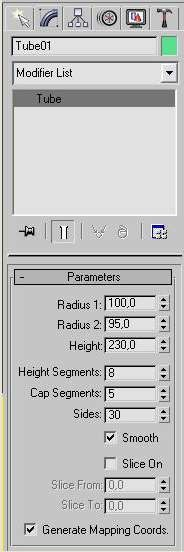 Tube01
Modifier List
Tube
Parameters
Radius 1: 100,0
Radius 2: 95,0
Height: 230,0
Height Segments: 8
Cap Segments: 5
Sides: 30
Smooth
Slice On
Slice From: 0,0
Slice To: 0,0
Generate Mapping Coords.